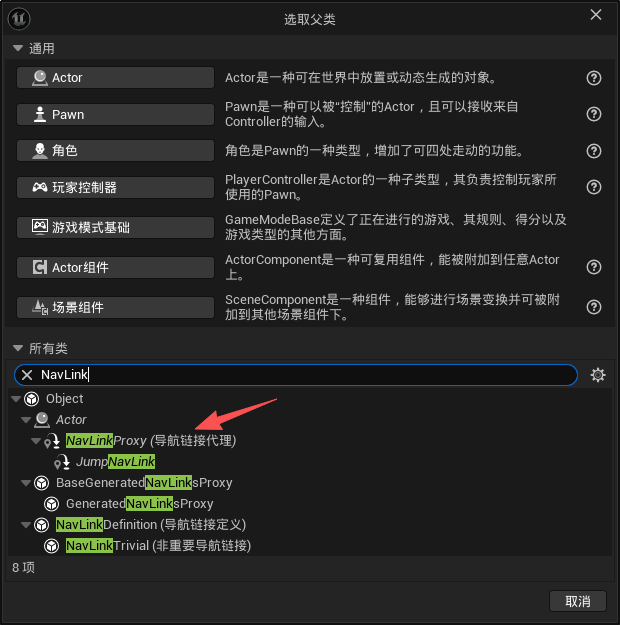 选取父类
通用
Actor
Actor是一种可在世界中放置或动态生成的对象。
Pawn
Pawn是一种可以被“控制”的Actor，且可以接收来自
Controller的输入。
角色
角色是Pawn的一种类型，增加了可四处走动的功能。
玩家控制器
PlayerController是Actor的一种子类型，其负责控制玩家所
使用的Pawn。
游戏模式基础
GameModeBase定义了正在进行的游戏、其规则、得分以及
游戏类型的其他方面。
Actor组件
ActorComponent是一种可复用组件，能被附加到任意Actor
上。
场景组件
SceneComponent是一种组件，能够进行场景变换并可被附
加到其他场景组件下。
所有类
NavLink
Object
Actor
NavLinkProxy (导航链接代理)
JumpNavLink
BaseGeneratedNavLinksProxy
GeneratedNavLinksProxy
NavLinkDefinition (导航链接定义)
NavLinkTrivial (非重要导航链接)
8 项
取消